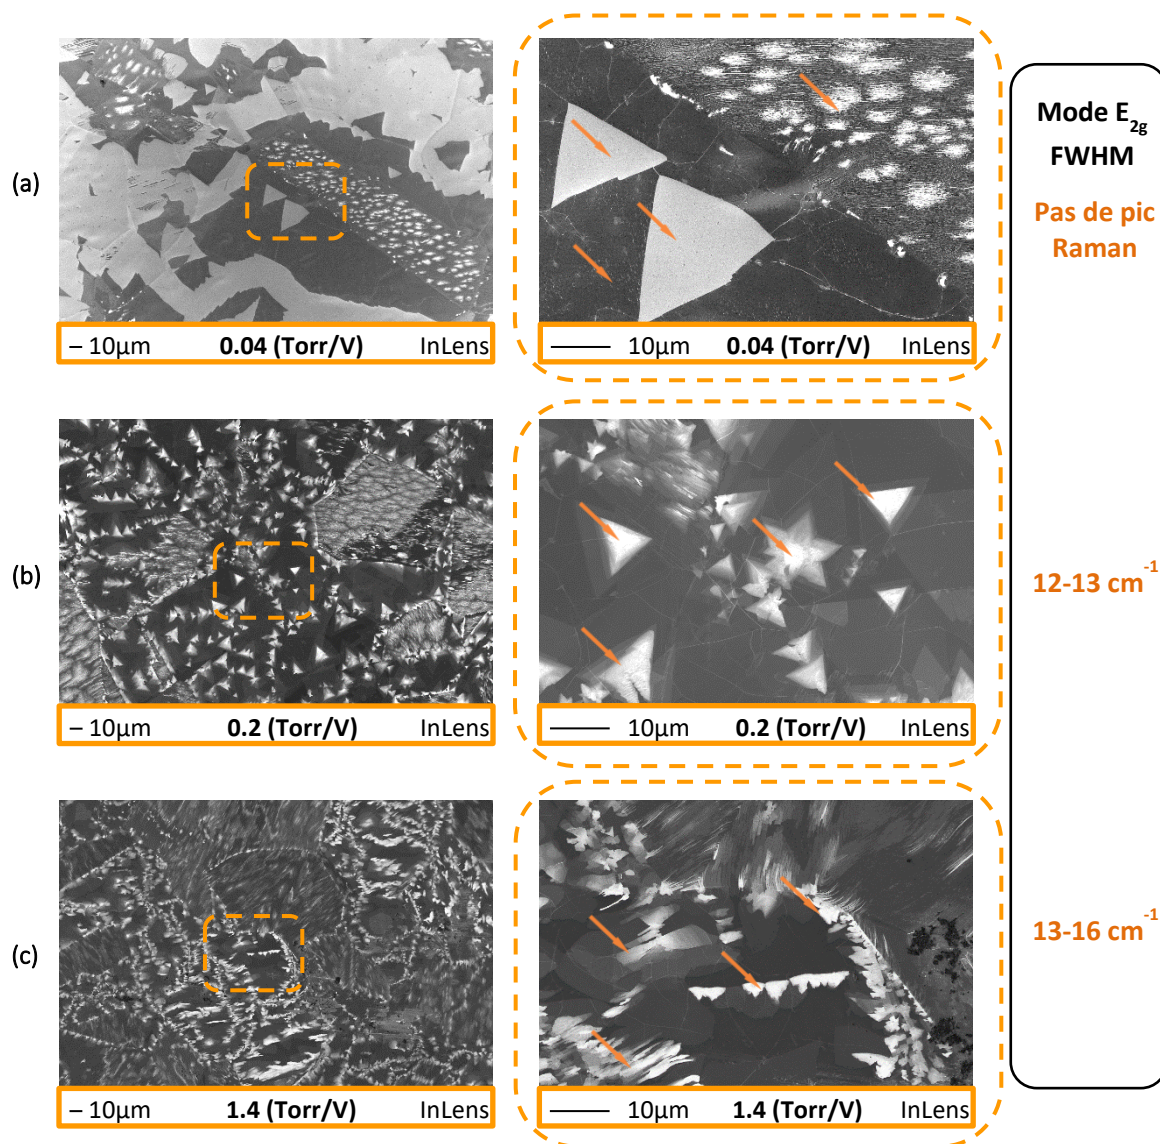 (a)
– 10µm 0.04 (Torr/V) InLens
10µm 0.04 (Torr/V) InLens
(b)
– 10µm 0.2 (Torr/V) InLens
10µm 0.2 (Torr/V) InLens
(c)
– 10µm 1.4 (Torr/V) InLens
10µm 1.4 (Torr/V) InLens
Mode E₂g
FWHM
Pas de pic
Raman
12-13 cm⁻¹
13-16 cm⁻¹